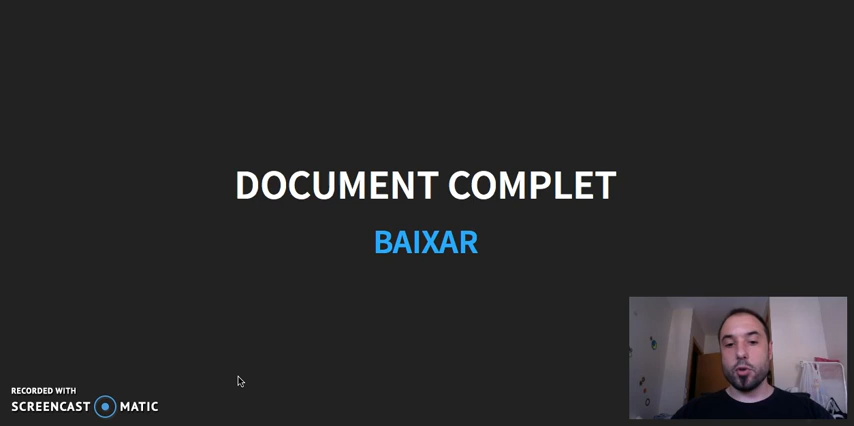 DOCUMENT COMPLET
BAIXAR
RECORDED WITH
SCREENCAST MATIC